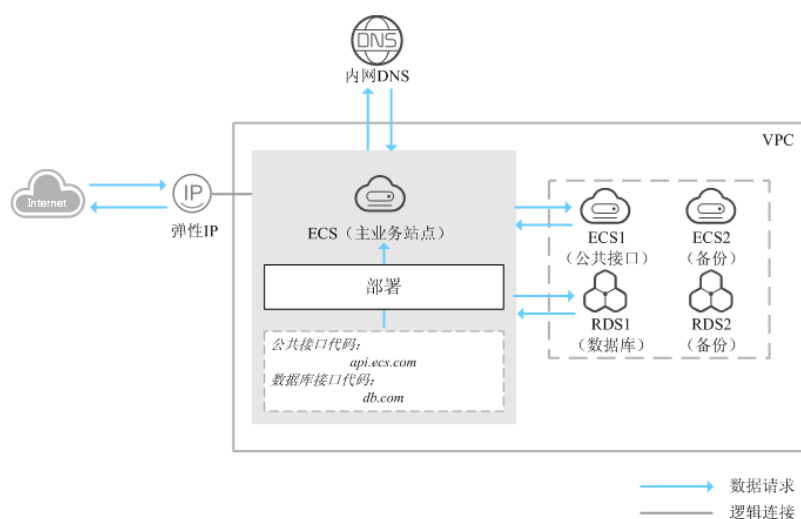 DNS
内网DNS
VPC
Internet
IP
弹性IP
ECS（主业务站点）
部署
公共接口代码：
api.ecs.com
数据库接口代码：
db.com
ECS1
（公共接口）
ECS2
（备份）
RDS1
（数据库）
RDS2
（备份）
数据请求
逻辑连接